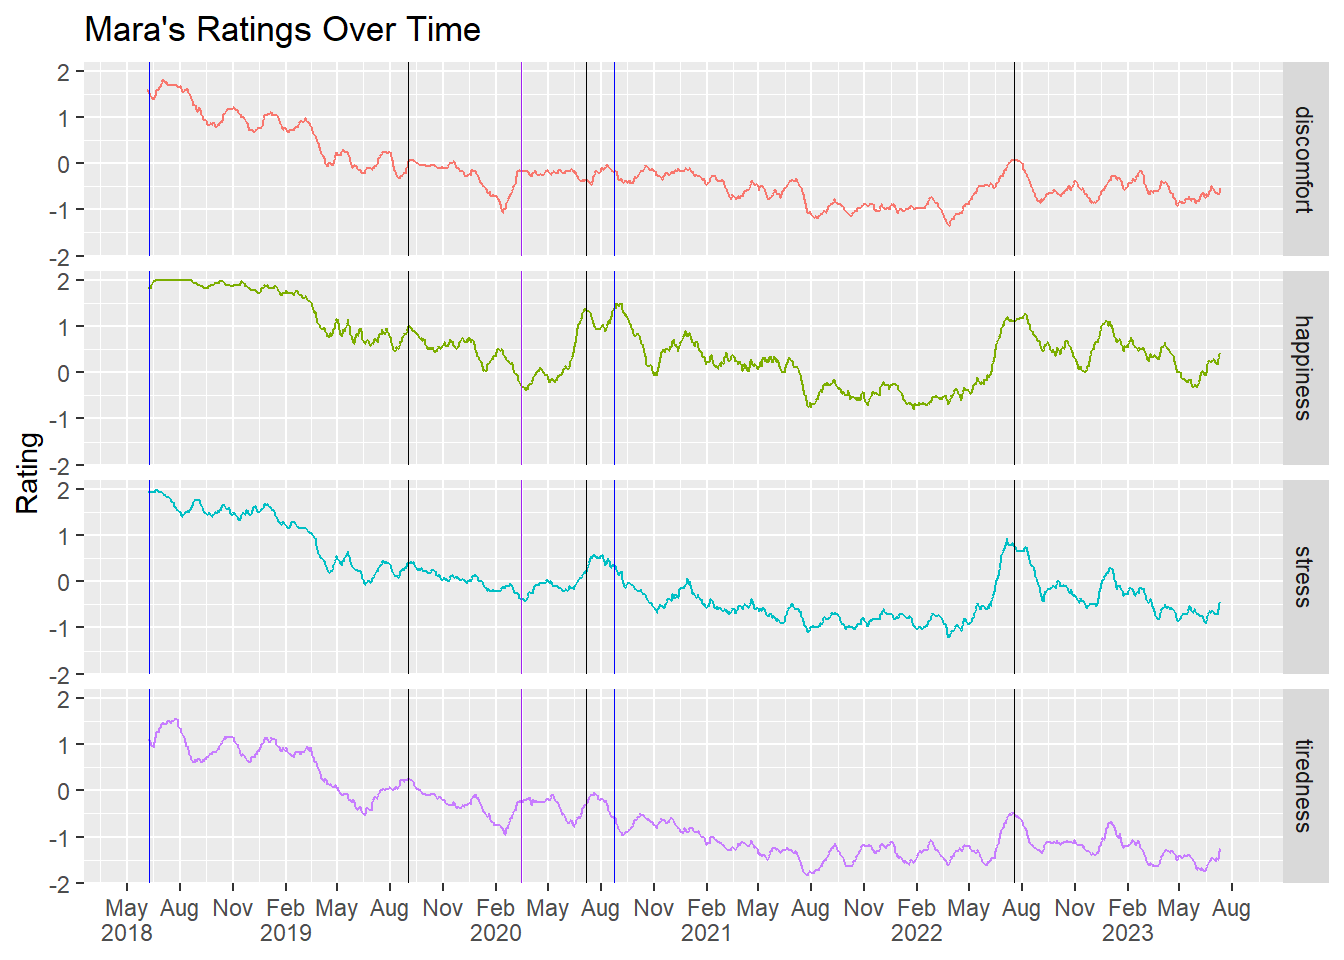 Mara's Ratings Over Time
Rating
2
1
0
-1
-2
discomfort
2
1
0
-1
-2
happiness
2
1
0
-1
-2
stress
2
1
0
-1
-2
tiredness
May Aug Nov Feb May Aug Nov Feb May Aug Nov Feb May Aug Nov Feb May Aug Nov Feb May Aug
2018 2019 2020 2021 2022 2023